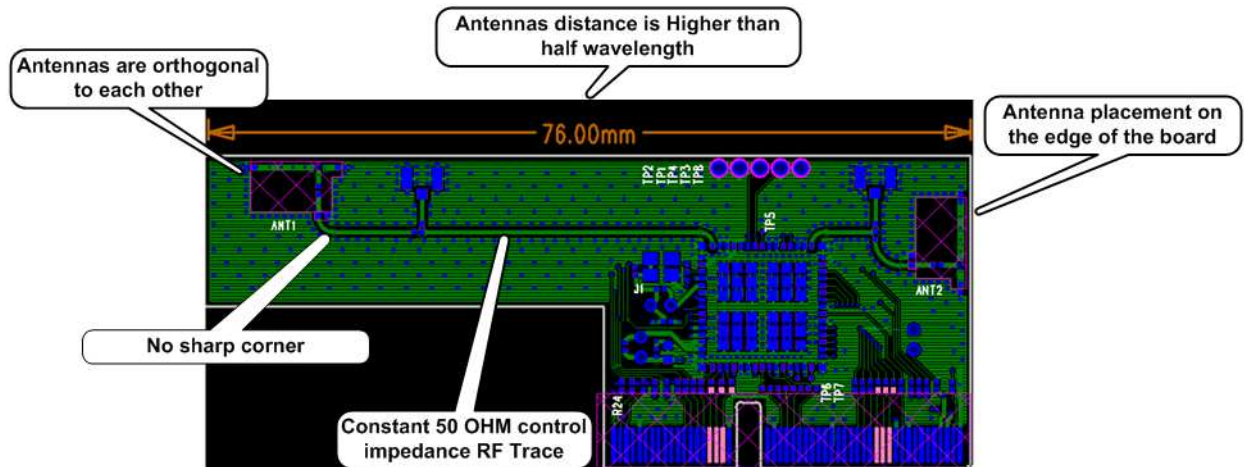 Antennas distance is Higher than
half wavelength
Antennas are orthogonal
to each other
Antenna placement on
the edge of the board
76.00mm
TP2
TP1
TP4
TP3
TP8
ANT1
TP5
J1
ANT2
No sharp corner
R24
TP6
TP7
Constant 50 OHM control
impedance RF Trace